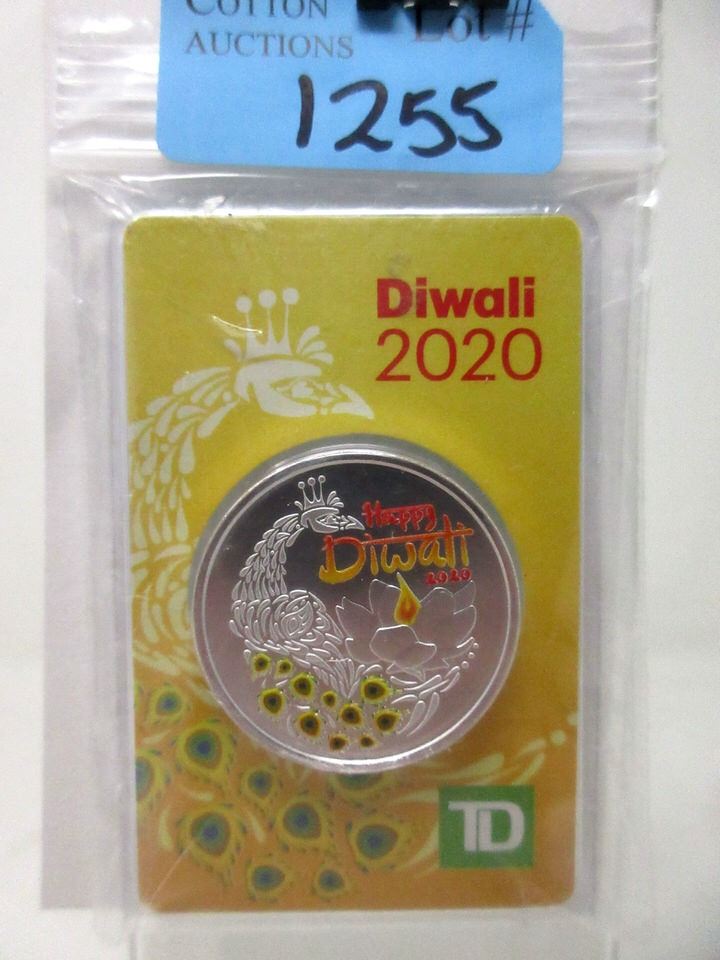 COTTON
AUCTIONS
Lot #
1255
Diwali
2020
Happy
Diwali
2020
TD